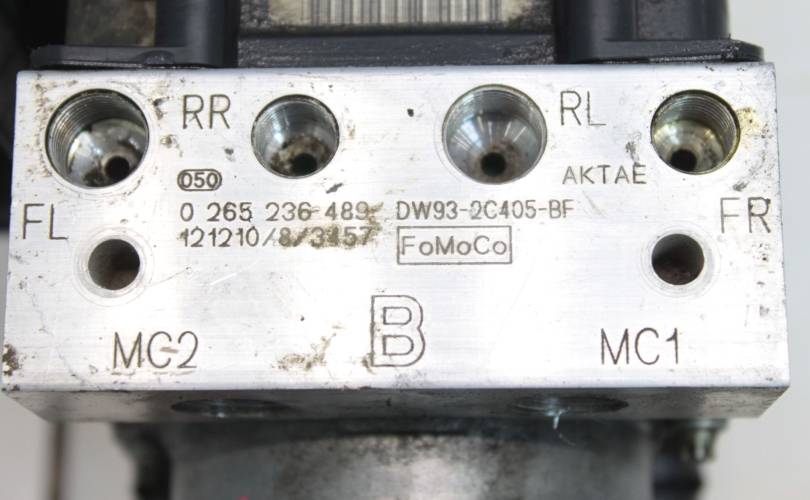 RR
RL
050
AKTAE
FL
0 265 236 489 DW93-2C405-BF
FR
121210/8/3457
FoMoCo
B
MC2
MC1